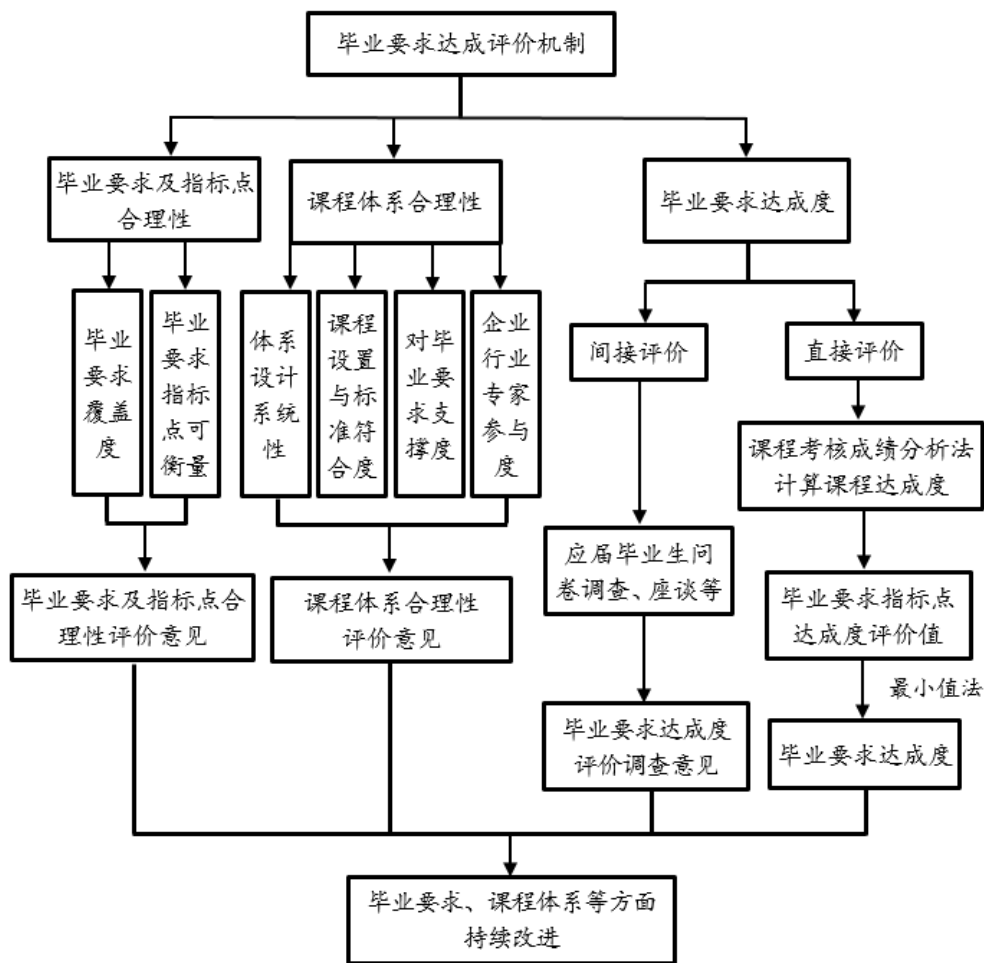 毕业要求达成评价机制
毕业要求及指标点
合理性
课程体系合理性
毕业要求达成度
毕业
要求
覆盖
度
毕业
要求
指标
点可
衡量
体系
设计
系统
性
课程
设置
与标
准符
合度
对毕
业要
求支
撑度
企业
行业
专家
参与
度
间接评价
直接评价
课程考核成绩分析法
计算课程达成度
应届毕业生问
卷调查、座谈等
毕业要求及指标点合
理性评价意见
课程体系合理性
评价意见
毕业要求指标点
达成度评价值
最小值法
毕业要求达成度
评价调查意见
毕业要求达成度
毕业要求、课程体系等方面
持续改进